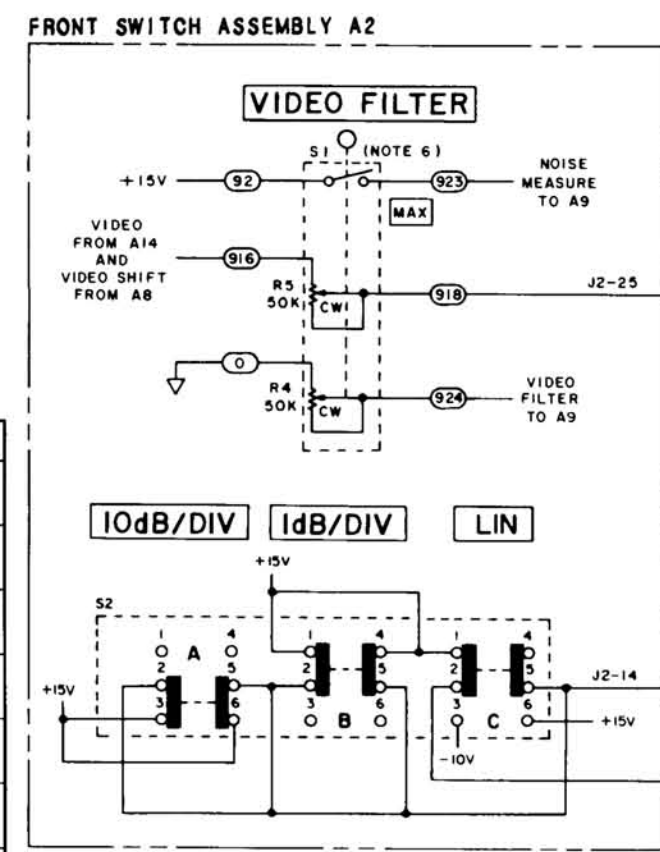 FRONT SWITCH ASSEMBLY A2
VIDEO FILTER
S1 (NOTE 6)
+15V
92
923
NOISE
MEASURE
TO A9
MAX
VIDEO
FROM A14
AND
VIDEO SHIFT
FROM A8
916
R5
50K
CW
918
J2-25
0
R4
50K
CW
924
VIDEO
FILTER
TO A9
10dB/DIV
1dB/DIV
LIN
+15V
S2
1 A 4
2 5
3 6
1 4
2 5
3 B 6
1 4
2 5
3 C 6
+15V
J2-14
+15V
-10V